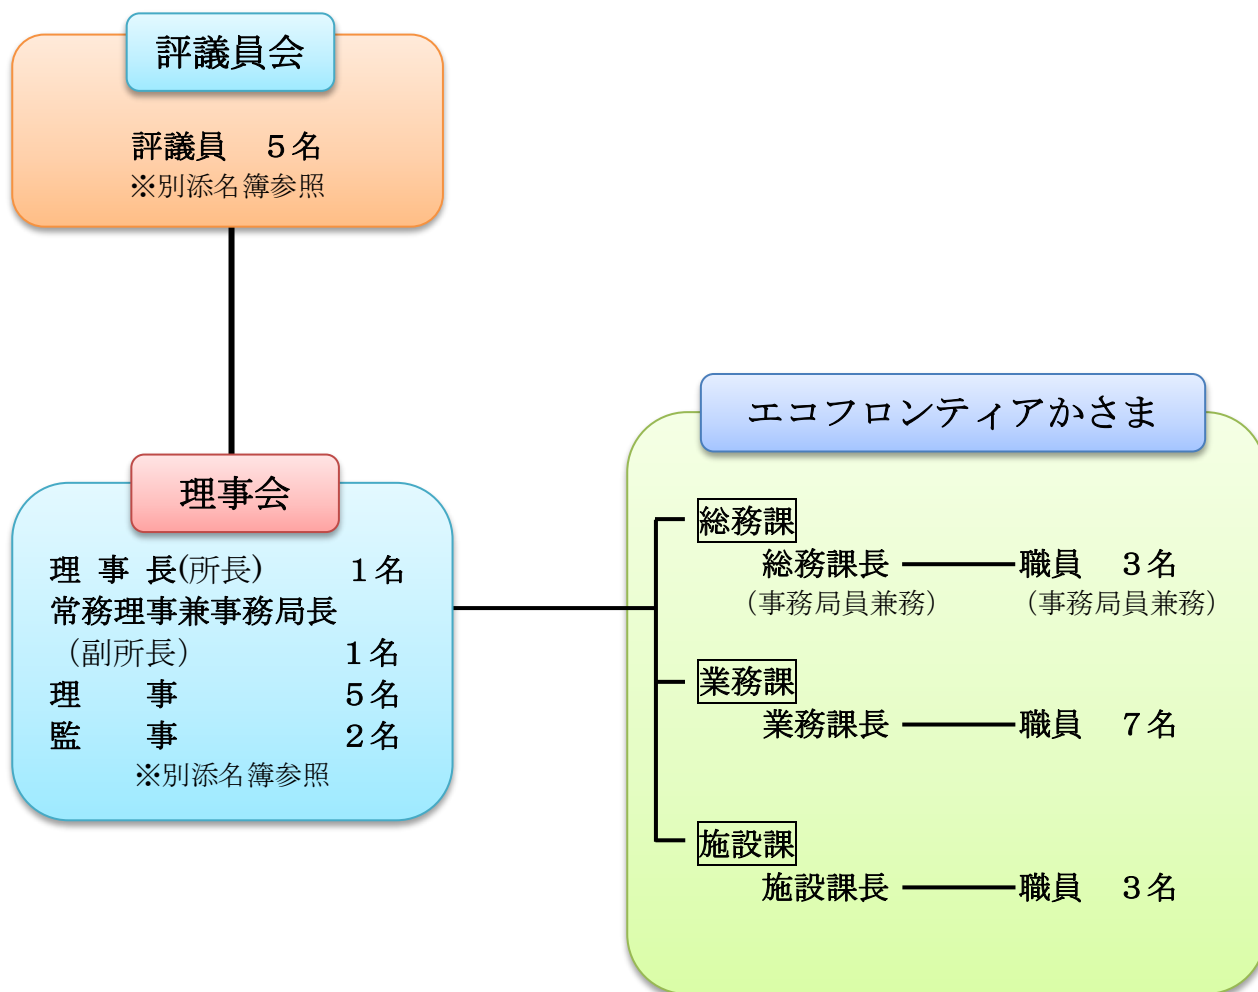 評議員会
評議員　５名
※別添名簿参照
理事会
理 事 長(所長)　　　１名
常務理事兼事務局長
（副所長）　　　　　１名
理　　事　　　　　５名
監　　事　　　　　２名
※別添名簿参照
エコフロンティアかさま
総務課
総務課長　職員　３名
（事務局員兼務）　（事務局員兼務）
業務課
業務課長　職員　７名
施設課
施設課長　職員　３名